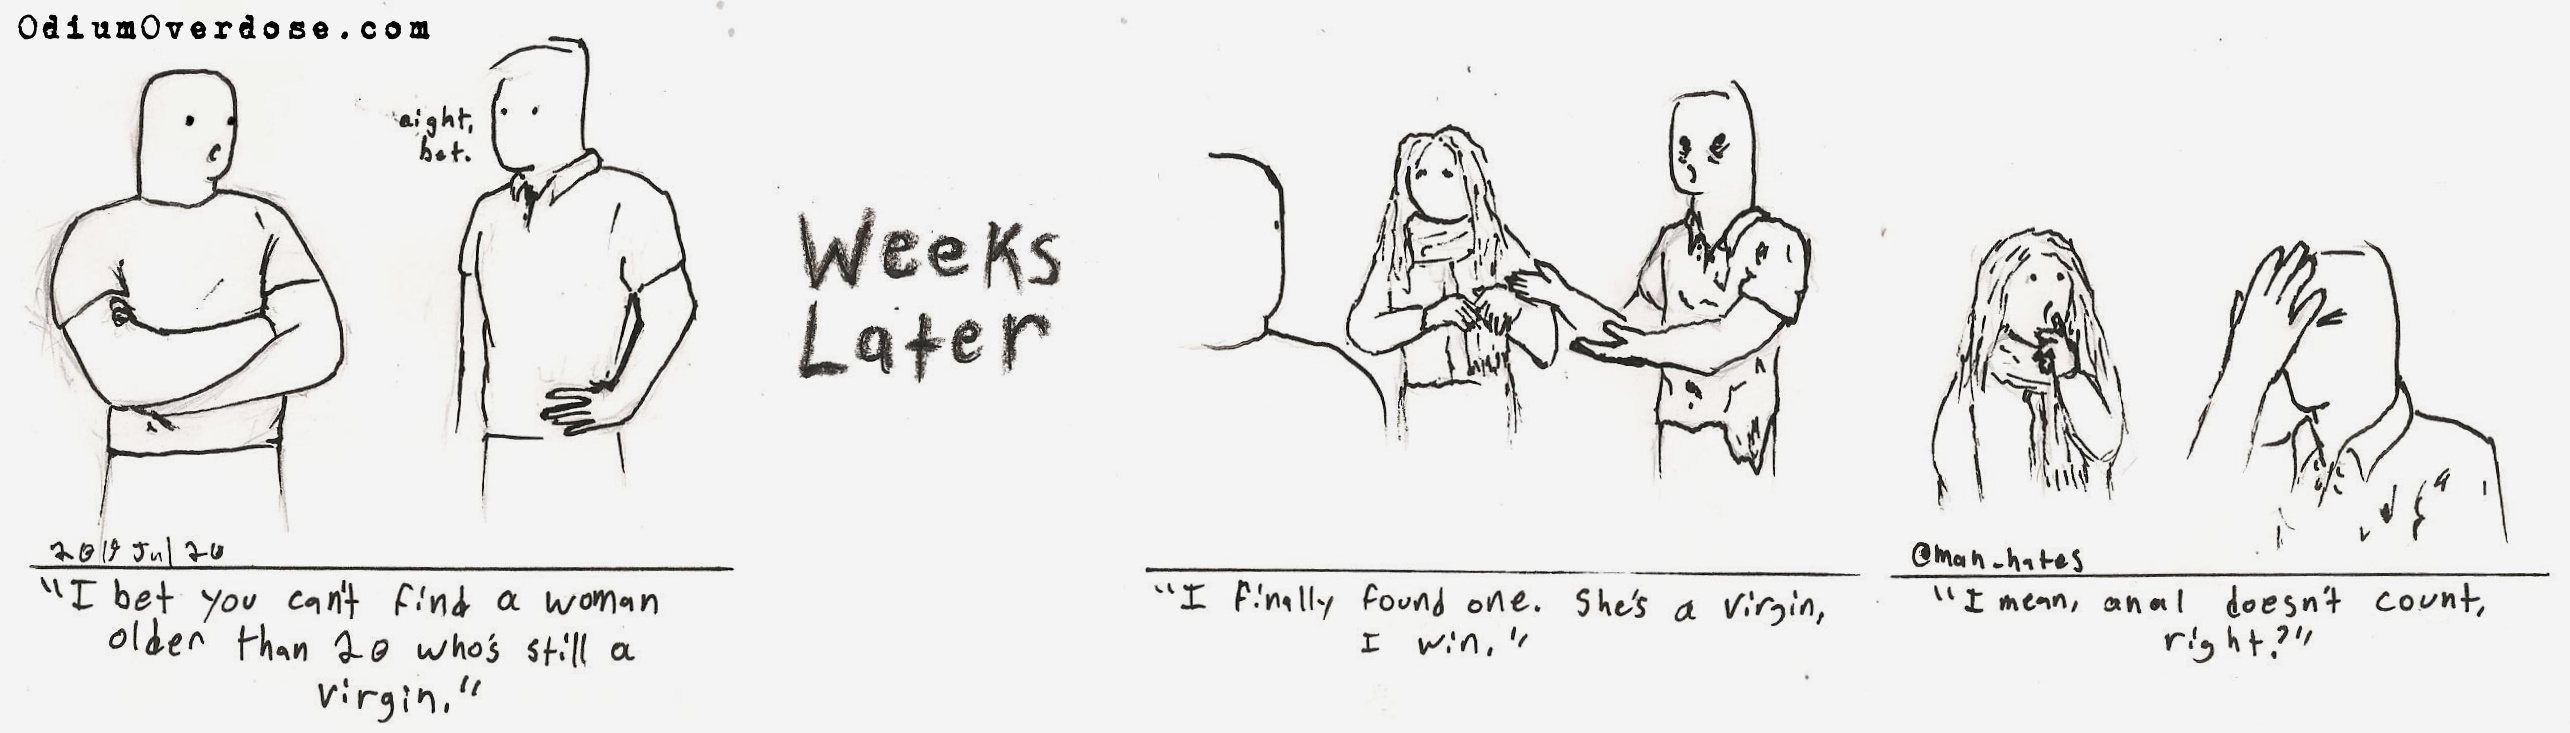 OdiumOverdose.com
aight,
bet.
2019 Jul 20
"I bet you can't find a woman
older than 20 who's still a
virgin."
Weeks
Later
"I finally found one. She's a virgin,
I win."
@man_hates
"I mean, anal doesn't count,
right?"